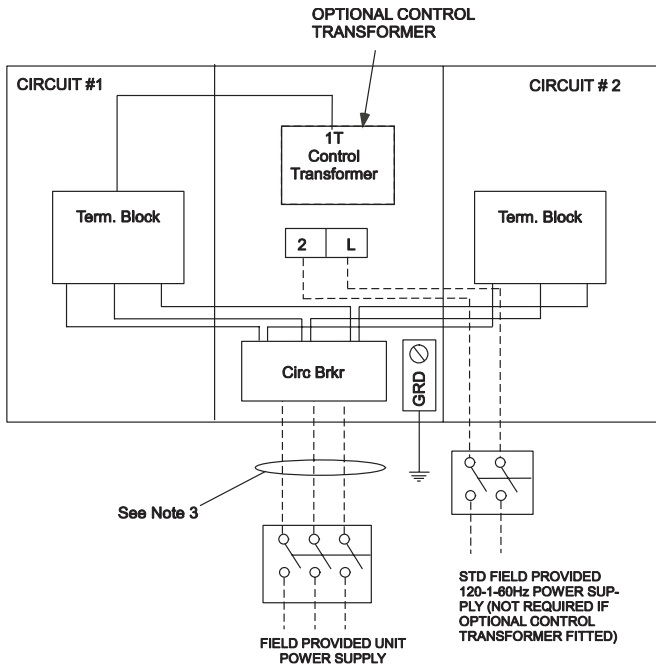 OPTIONAL CONTROL
TRANSFORMER
CIRCUIT #1
CIRCUIT # 2
1T
Control
Transformer
Term. Block
Term. Block
2
L
Circ Brkr
GRD
See Note 3
STD FIELD PROVIDED
120-1-60Hz POWER SUP-
PLY (NOT REQUIRED IF
OPTIONAL CONTROL
TRANSFORMER FITTED)
FIELD PROVIDED UNIT
POWER SUPPLY